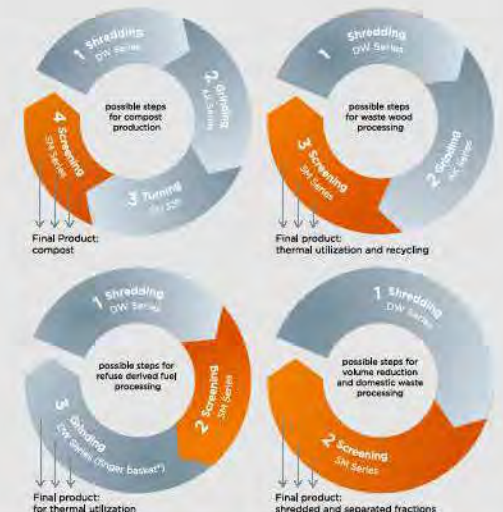 1 Shredding
DW Series
2 Grinding
AK Series
3 Turning
4 Screening
SM Series
possible steps
for compost
production
Final Product:
compost
1 Shredding
DW Series
2 Grinding
AK Series
3 Screening
SM Series
possible steps
for waste wood
processing
Final product:
thermal utilization and recycling
1 Shredding
DW Series
2 Screening
SM Series
3 Grinding
DW Series (finger basket*)
possible steps for
refuse derived fuel
processing
Final product:
for thermal utilization
1 Shredding
DW Series
2 Screening
SM Series
possible steps for
volume reduction
and domestic waste
processing
Final product:
shredded and separated fractions